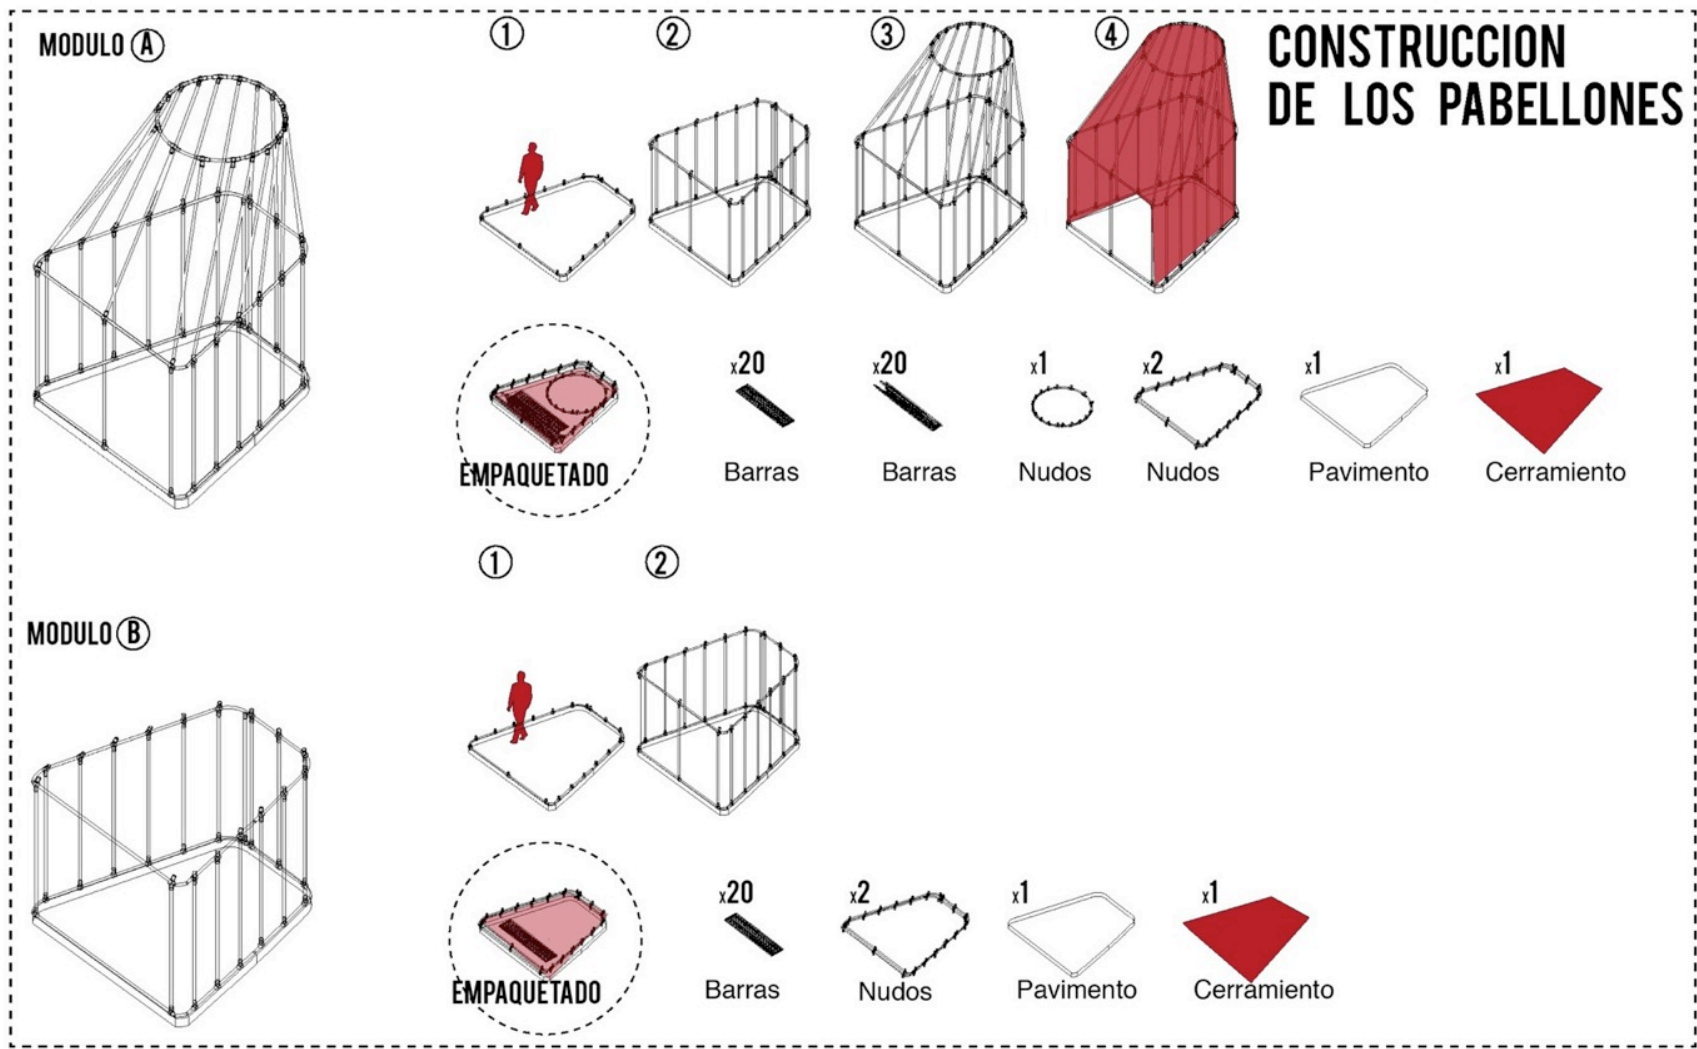 MODULO A
1
2
3
4
CONSTRUCCION
DE LOS PABELLONES
x20
x20
x1
x2
x1
x1
EMPAQUETADO
Barras
Barras
Nudos
Nudos
Pavimento
Cerramiento
1
2
MODULO B
x20
x2
x1
x1
EMPAQUETADO
Barras
Nudos
Pavimento
Cerramiento